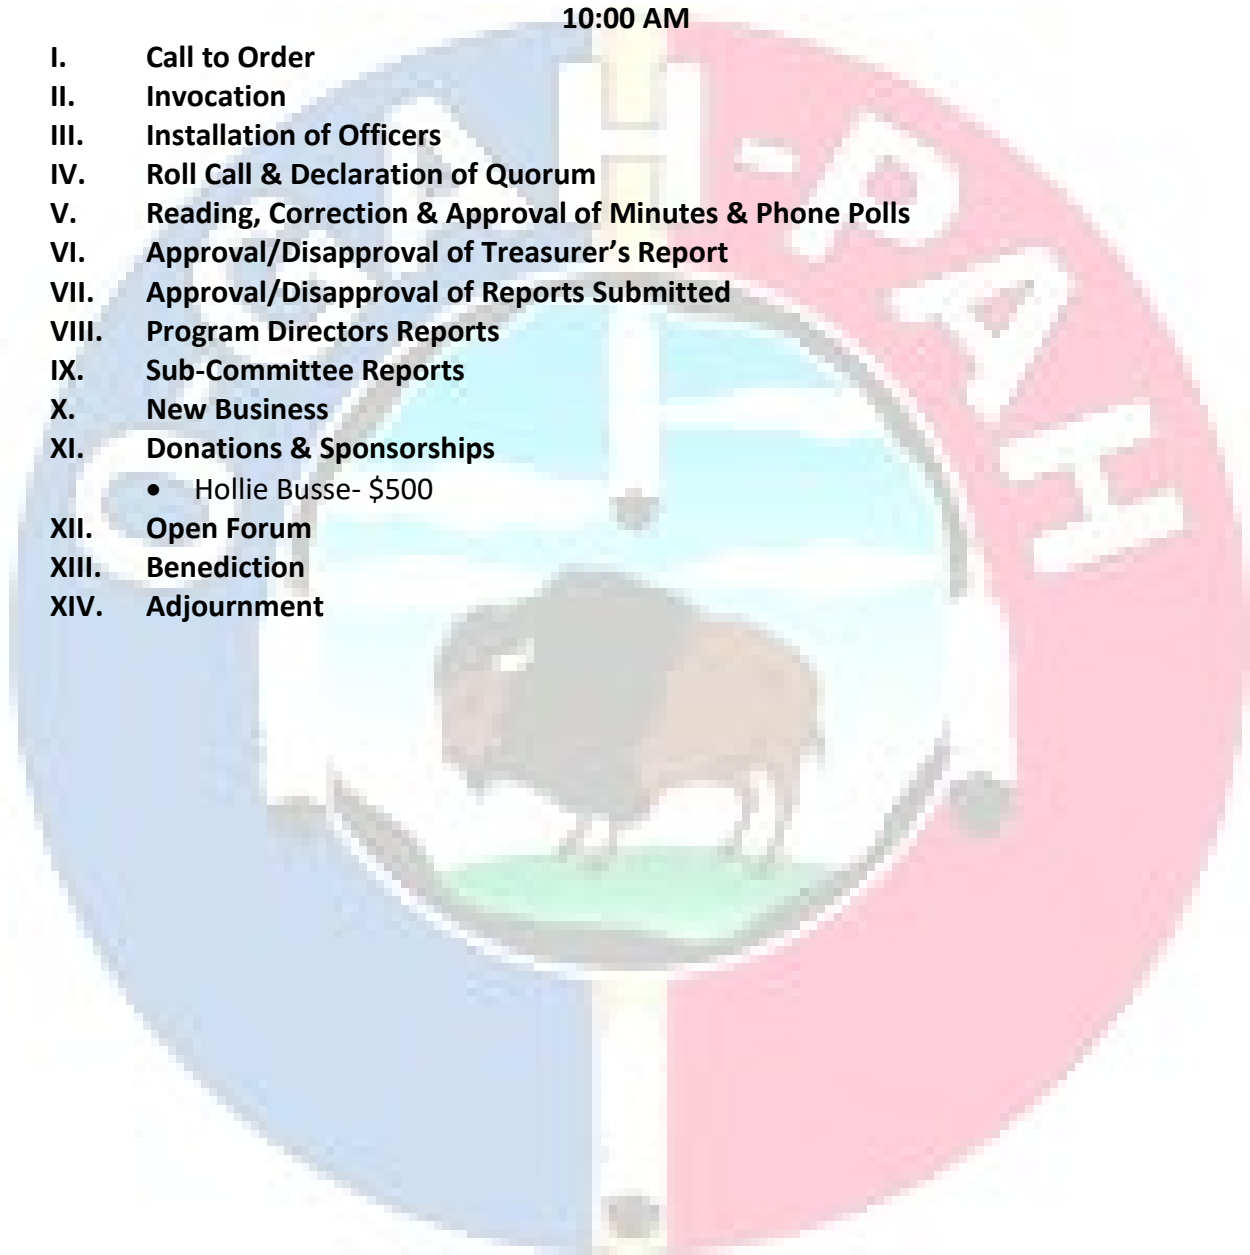 10:00 AM
I. Call to Order
II. Invocation
III. Installation of Officers
IV. Roll Call & Declaration of Quorum
V. Reading, Correction & Approval of Minutes & Phone Polls
VI. Approval/Disapproval of Treasurer’s Report
VII. Approval/Disapproval of Reports Submitted
VIII. Program Directors Reports
IX. Sub-Committee Reports
X. New Business
XI. Donations & Sponsorships
• Hollie Busse- $500
XII. Open Forum
XIII. Benediction
XIV. Adjournment
O-GAH-PAH